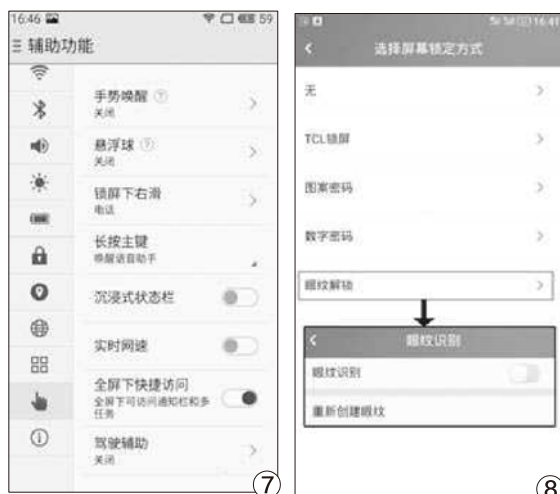 16:46
59
辅助功能
手势唤醒 ?
关闭
悬浮球 ?
关闭
锁屏下右滑
电话
长按主键
唤醒语音助手
沉浸式状态栏
实时网速
全屏下快捷访问
全屏下可访问通知栏和多
任务
驾驶辅助
关闭
⑦
16:41
选择屏幕锁定方式
无
TCL锁屏
图案密码
数字密码
眼纹解锁
眼纹识别
眼纹识别
重新创建眼纹
⑧